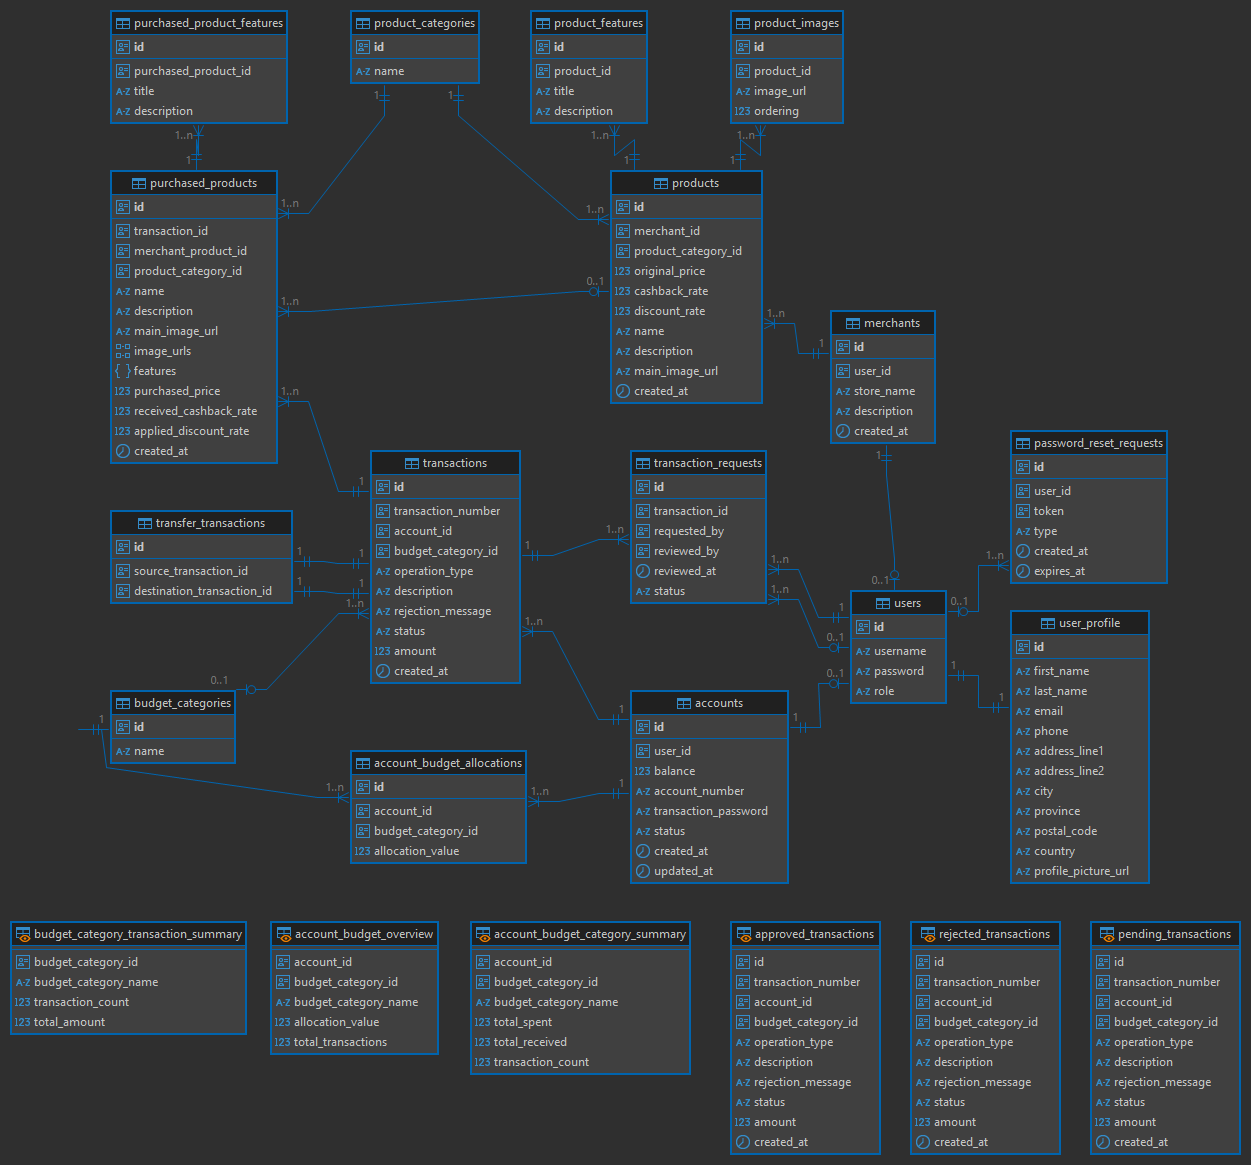 purchased_product_features
id
purchased_product_id
A-Z title
A-Z description
product_categories
id
A-Z name
product_features
id
product_id
A-Z title
A-Z description
product_images
id
product_id
A-Z image_url
123 ordering
1..n
1
1
1
1..n
1
1..n
1
purchased_products
id
transaction_id
merchant_product_id
product_category_id
A-Z name
A-Z description
A-Z main_image_url
image_urls
{ } features
123 purchased_price
123 received_cashback_rate
123 applied_discount_rate
created_at
1..n
1..n
1..n
1..n
0..1
products
id
merchant_id
product_category_id
123 original_price
123 cashback_rate
123 discount_rate
A-Z name
A-Z description
A-Z main_image_url
created_at
1..n
1
merchants
id
user_id
A-Z store_name
A-Z description
created_at
1
0..1
password_reset_requests
id
user_id
token
A-Z type
created_at
expires_at
1..n
0..1
transactions
id
transaction_number
account_id
budget_category_id
A-Z operation_type
A-Z description
A-Z rejection_message
A-Z status
123 amount
created_at
1
1
1..n
transaction_requests
id
transaction_id
requested_by
reviewed_by
reviewed_at
A-Z status
1..n
1..n
1
0..1
0..1
transfer_transactions
id
source_transaction_id
destination_transaction_id
1
1
1
1
1..n
0..1
1..n
1
users
id
A-Z username
A-Z password
A-Z role
1
1
user_profile
id
A-Z first_name
A-Z last_name
A-Z email
A-Z phone
A-Z address_line1
A-Z address_line2
A-Z city
A-Z province
A-Z postal_code
A-Z country
A-Z profile_picture_url
budget_categories
id
A-Z name
1
1..n
account_budget_allocations
id
account_id
budget_category_id
123 allocation_value
1..n
1
accounts
id
user_id
123 balance
A-Z account_number
A-Z transaction_password
A-Z status
created_at
updated_at
1
budget_category_transaction_summary
budget_category_id
A-Z budget_category_name
123 transaction_count
123 total_amount
account_budget_overview
account_id
budget_category_id
A-Z budget_category_name
123 allocation_value
123 total_transactions
account_budget_category_summary
account_id
budget_category_id
A-Z budget_category_name
123 total_spent
123 total_received
123 transaction_count
approved_transactions
id
transaction_number
account_id
budget_category_id
A-Z operation_type
A-Z description
A-Z rejection_message
A-Z status
123 amount
created_at
rejected_transactions
id
transaction_number
account_id
budget_category_id
A-Z operation_type
A-Z description
A-Z rejection_message
A-Z status
123 amount
created_at
pending_transactions
id
transaction_number
account_id
budget_category_id
A-Z operation_type
A-Z description
A-Z rejection_message
A-Z status
123 amount
created_at